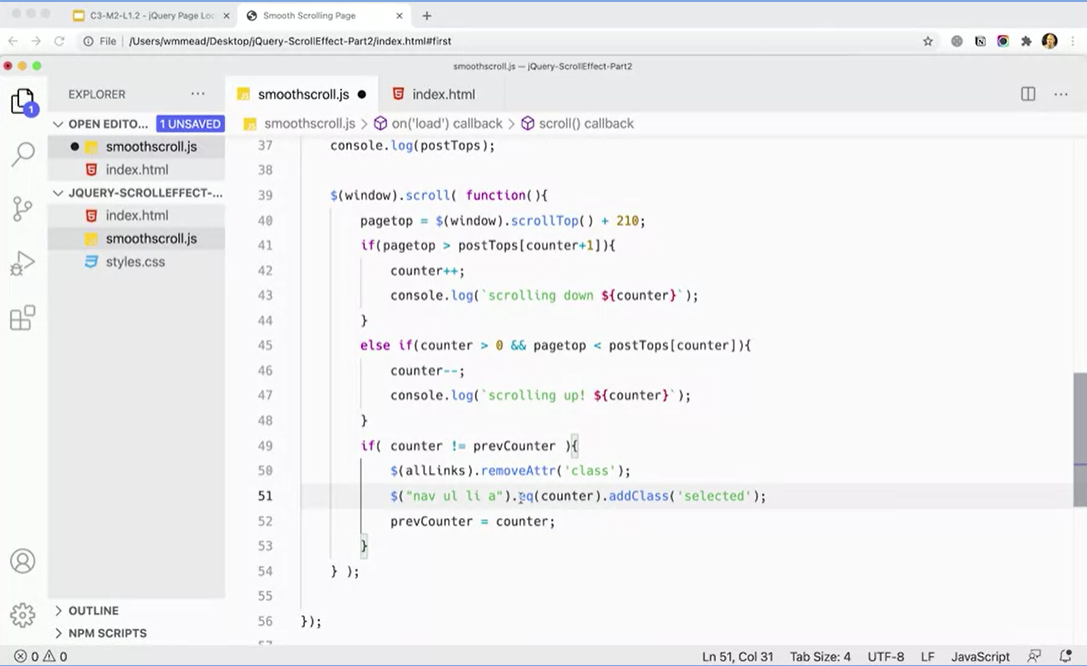 C3-M2-L1.2 - jQuery Page Loc
Smooth Scrolling Page
File /Users/wmmead/Desktop/jQuery-ScrollEffect-Part2/index.html#first
smoothscroll.js — jQuery-ScrollEffect-Part2
EXPLORER
smoothscroll.js
index.html
1
OPEN EDITO... 1 UNSAVED
smoothscroll.js > on('load') callback > scroll() callback
smoothscroll.js
index.html
JQUERY-SCROLLEFFECT-...
index.html
smoothscroll.js
styles.css
37 console.log(postTops);
38
39 $(window).scroll( function(){
40 pagetop = $(window).scrollTop() + 210;
41 if(pagetop > postTops[counter+1]){
42 counter++;
43 console.log(`scrolling down ${counter}`);
44 }
45 else if(counter > 0 && pagetop < postTops[counter]){
46 counter--;
47 console.log(`scrolling up! ${counter}`);
48 }
49 if( counter != prevCounter ){
50 $(allLinks).removeAttr('class');
51 $("nav ul li a").eq(counter).addClass('selected');
52 prevCounter = counter;
53 }
54 } );
55
56 });
OUTLINE
NPM SCRIPTS
0 0
Ln 51, Col 31 Tab Size: 4 UTF-8 LF JavaScript